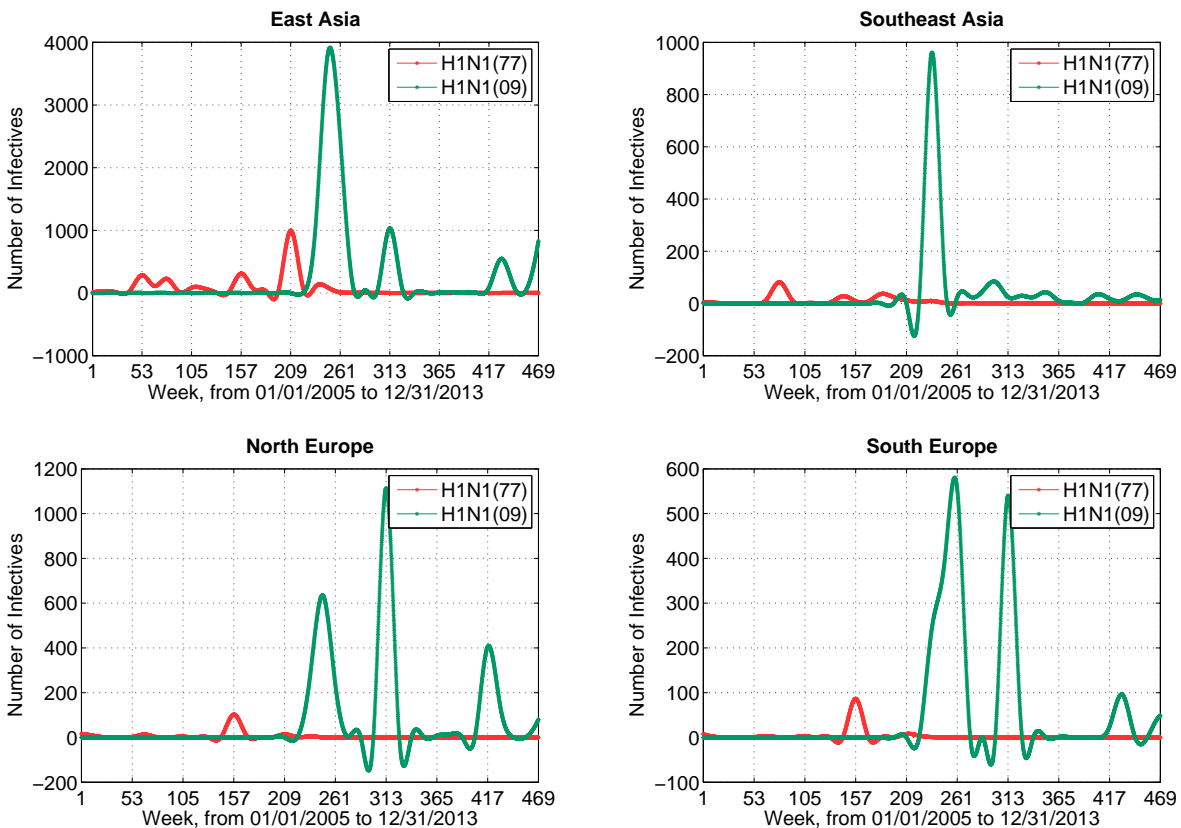 East Asia
Number of Infectives
4000
3000
2000
1000
0
−1000
1 53 105 157 209 261 313 365 417 469
Week, from 01/01/2005 to 12/31/2013
H1N1(77)
H1N1(09)
Southeast Asia
Number of Infectives
1000
800
600
400
200
0
−200
1 53 105 157 209 261 313 365 417 469
Week, from 01/01/2005 to 12/31/2013
H1N1(77)
H1N1(09)
North Europe
Number of Infectives
1200
1000
800
600
400
200
0
−200
1 53 105 157 209 261 313 365 417 469
Week, from 01/01/2005 to 12/31/2013
H1N1(77)
H1N1(09)
South Europe
Number of Infectives
600
500
400
300
200
100
0
−100
1 53 105 157 209 261 313 365 417 469
Week, from 01/01/2005 to 12/31/2013
H1N1(77)
H1N1(09)